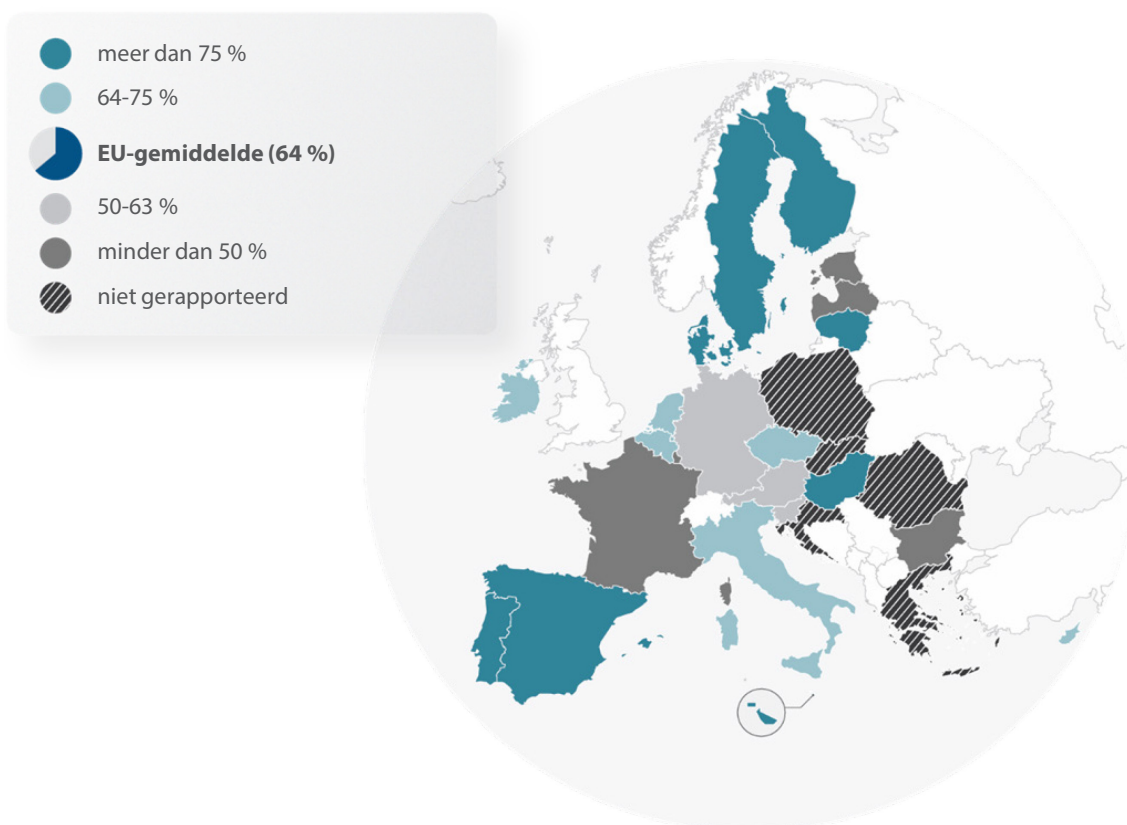 meer dan 75 %
64-75 %
EU-gemiddelde (64 %)
50-63 %
minder dan 50 %
niet gerapporteerd